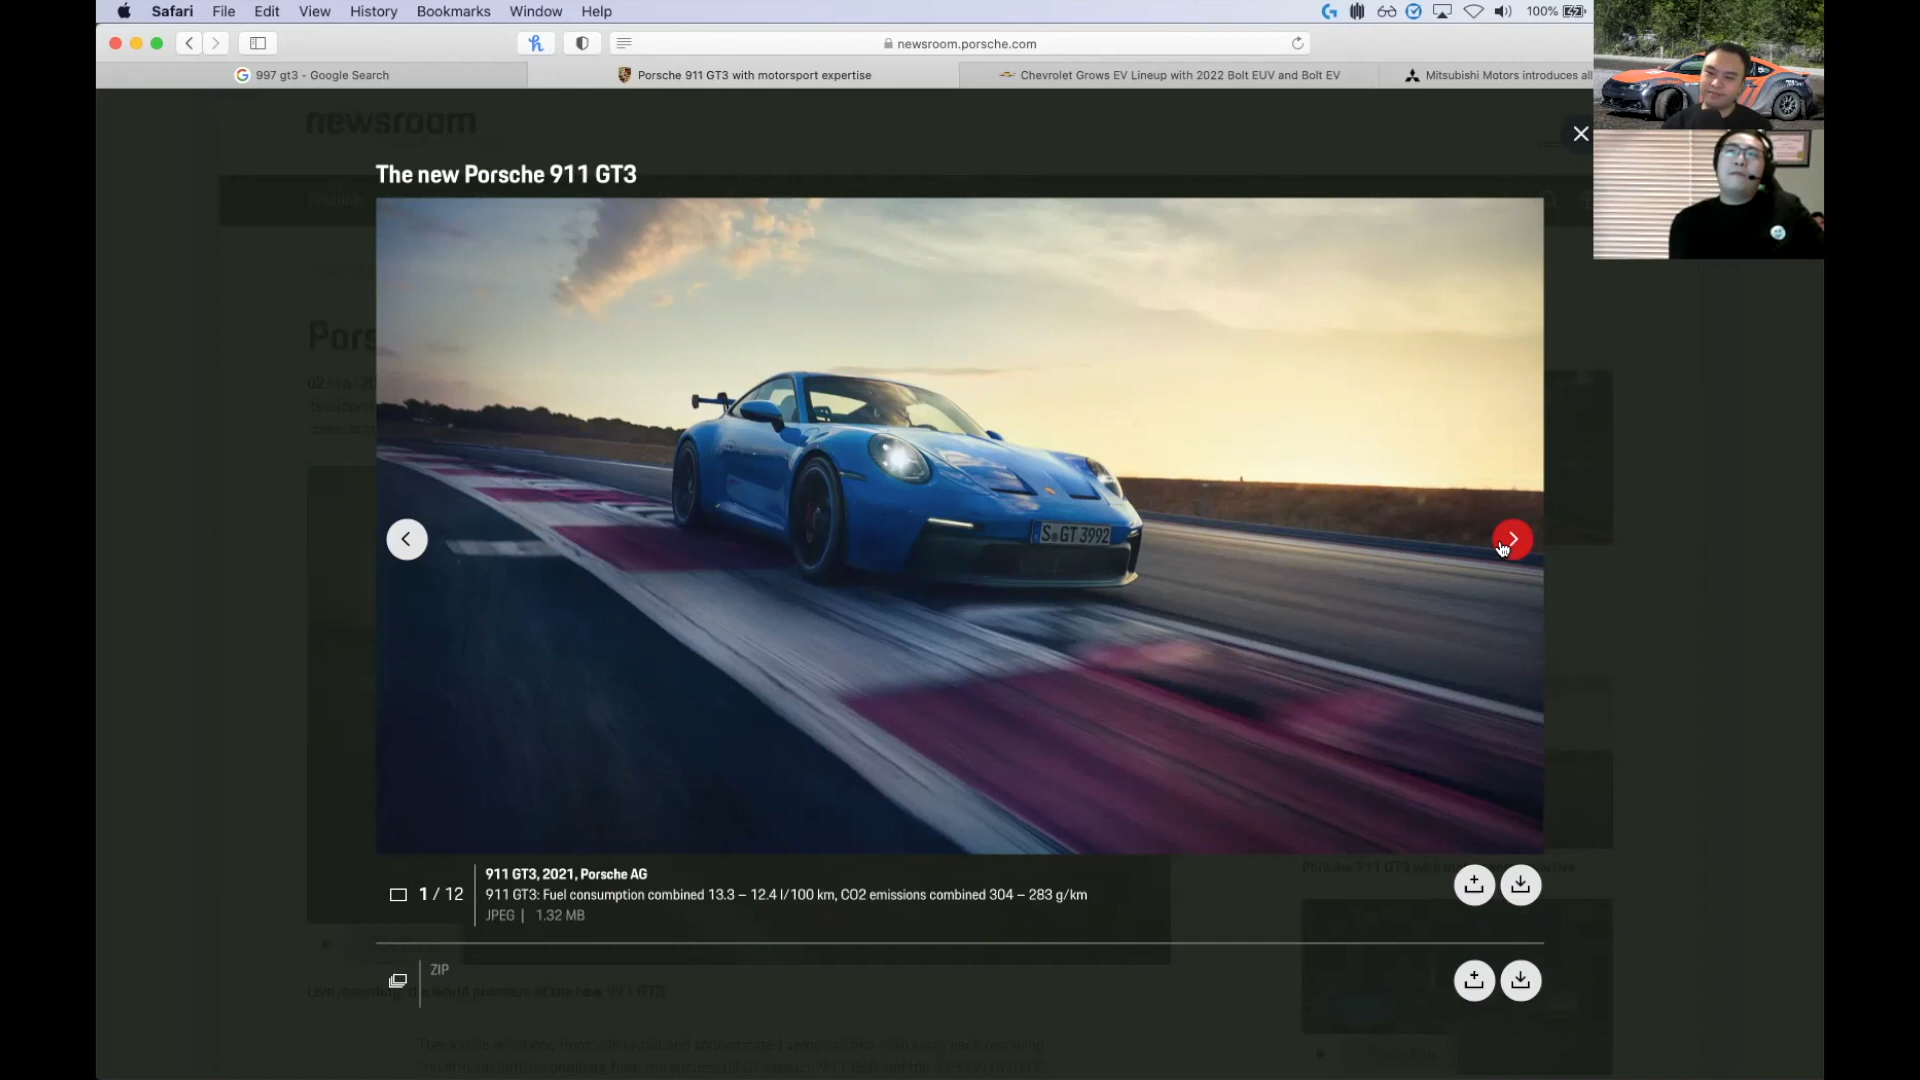 Safari File Edit View History Bookmarks Window Help
100%
newsroom.porsche.com
997 gt3 - Google Search
Porsche 911 GT3 with motorsport expertise
Chevrolet Grows EV Lineup with 2022 Bolt EUV and Bolt EV
Mitsubishi Motors introduces all
newsroom
The new Porsche 911 GT3
Pors
S GT 3992
911 GT3, 2021, Porsche AG
1 / 12
911 GT3: Fuel consumption combined 13.3 – 12.4 l/100 km, CO2 emissions combined 304 – 283 g/km
JPEG | 1.32 MB
ZIP